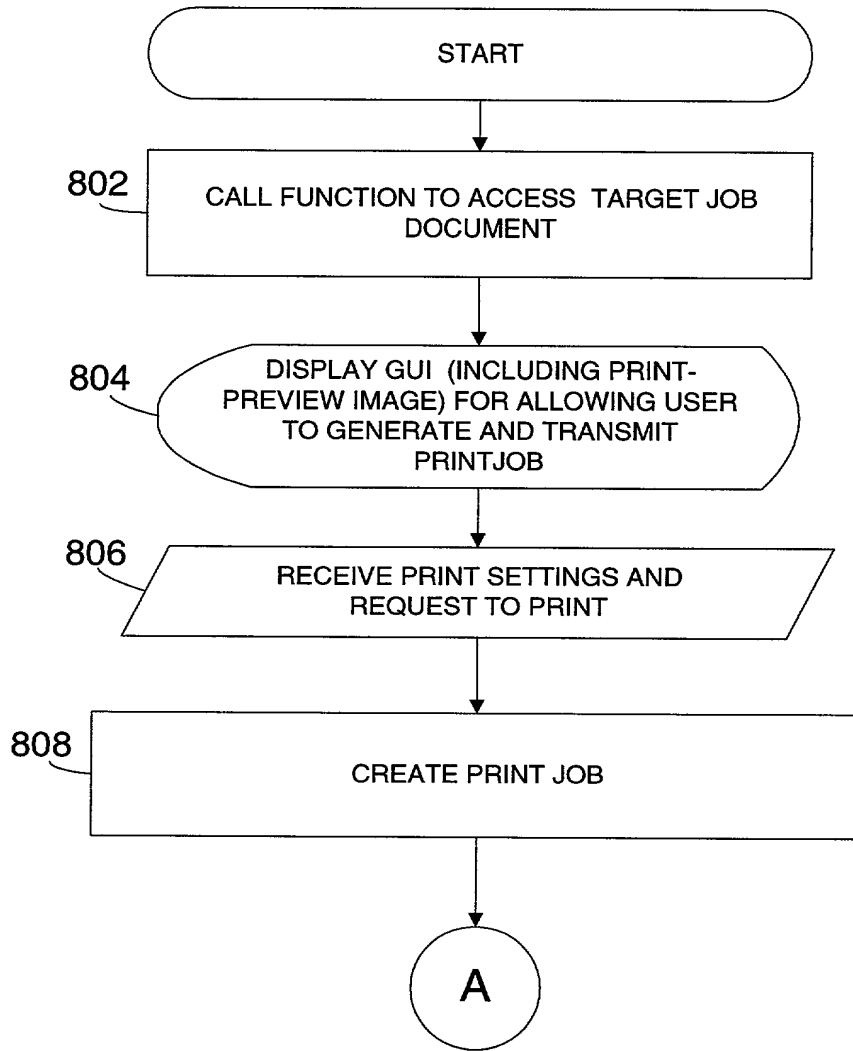 START
802
CALL FUNCTION TO ACCESS TARGET JOB
DOCUMENT
804
DISPLAY GUI (INCLUDING PRINT-
PREVIEW IMAGE) FOR ALLOWING USER
TO GENERATE AND TRANSMIT
PRINTJOB
806
RECEIVE PRINT SETTINGS AND
REQUEST TO PRINT
808
CREATE PRINT JOB
A